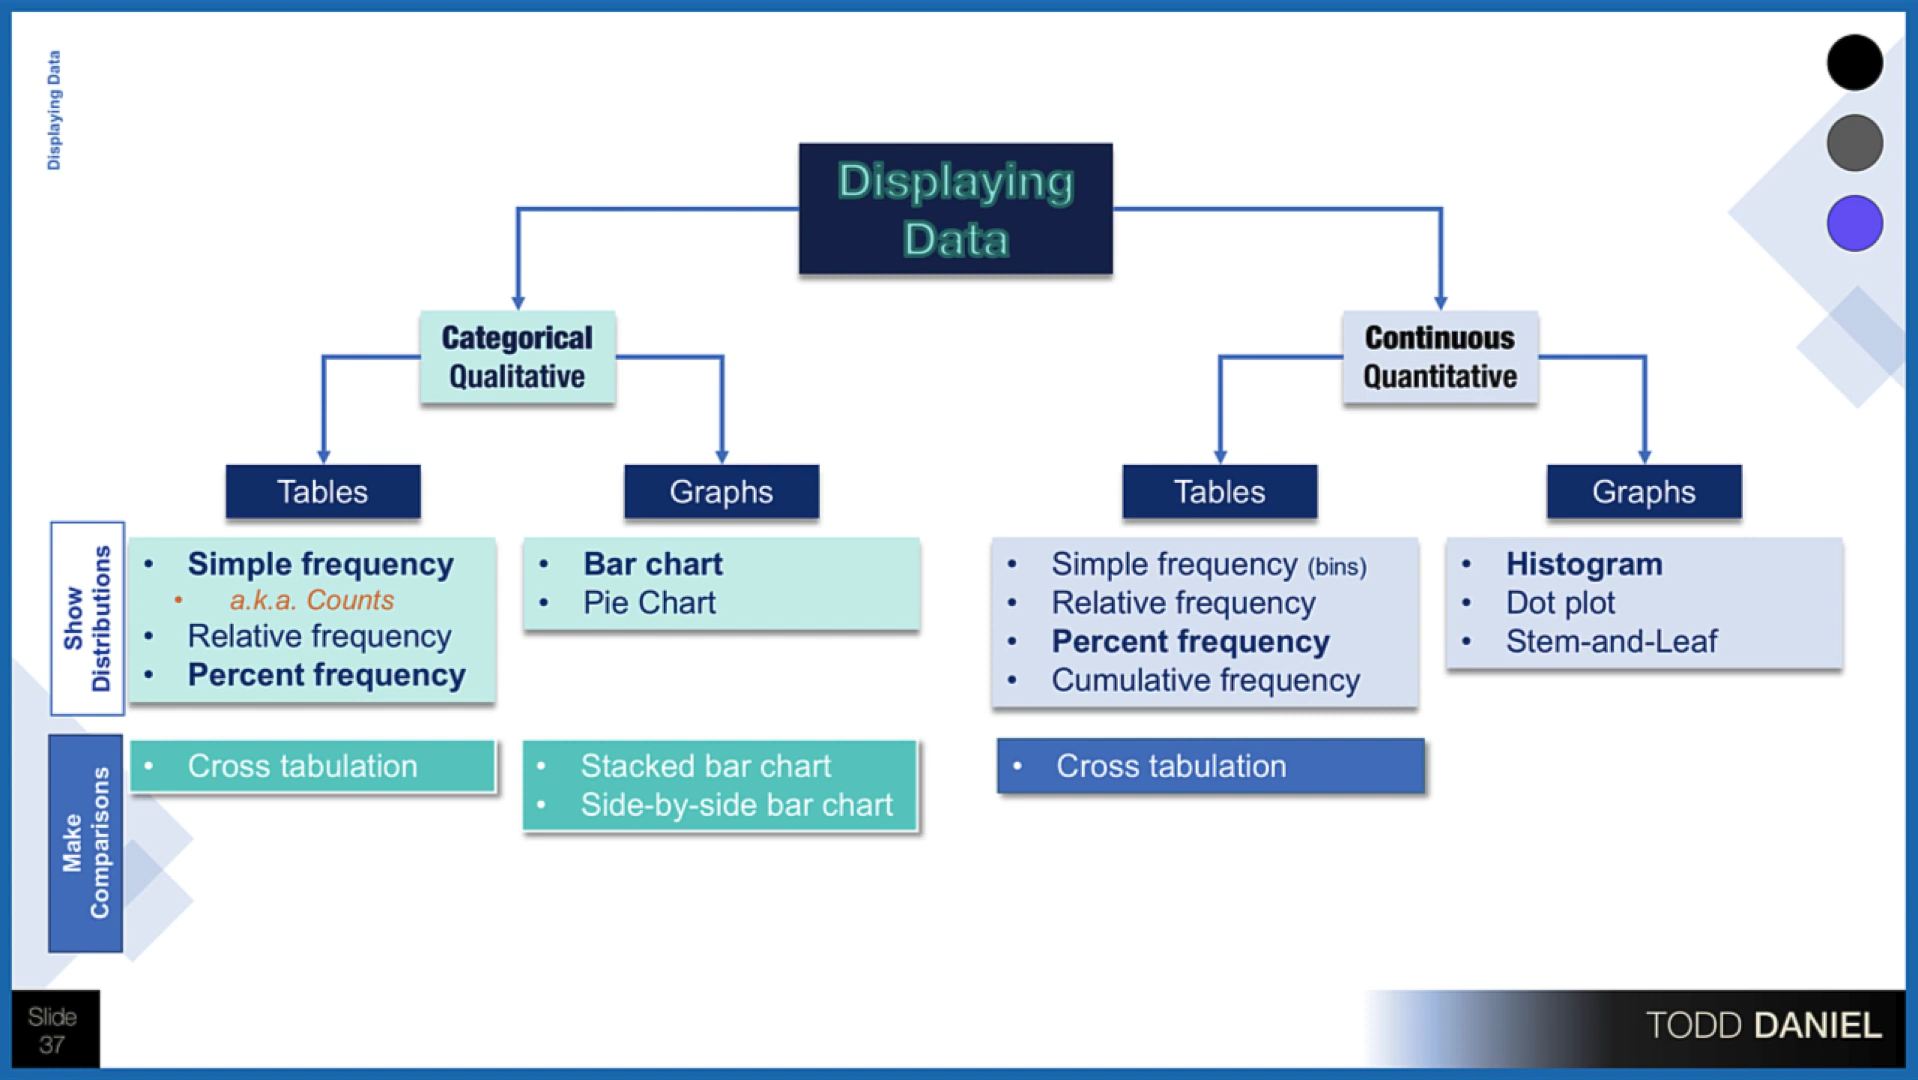 Displaying Data
Displaying
Data
Categorical
Qualitative
Continuous
Quantitative
Tables
Graphs
Tables
Graphs
Show
Distributions
• Simple frequency
• a.k.a. Counts
• Relative frequency
• Percent frequency
• Bar chart
• Pie Chart
• Simple frequency (bins)
• Relative frequency
• Percent frequency
• Cumulative frequency
• Histogram
• Dot plot
• Stem-and-Leaf
Make
Comparisons
• Cross tabulation
• Stacked bar chart
• Side-by-side bar chart
• Cross tabulation
Slide
37
TODD DANIEL